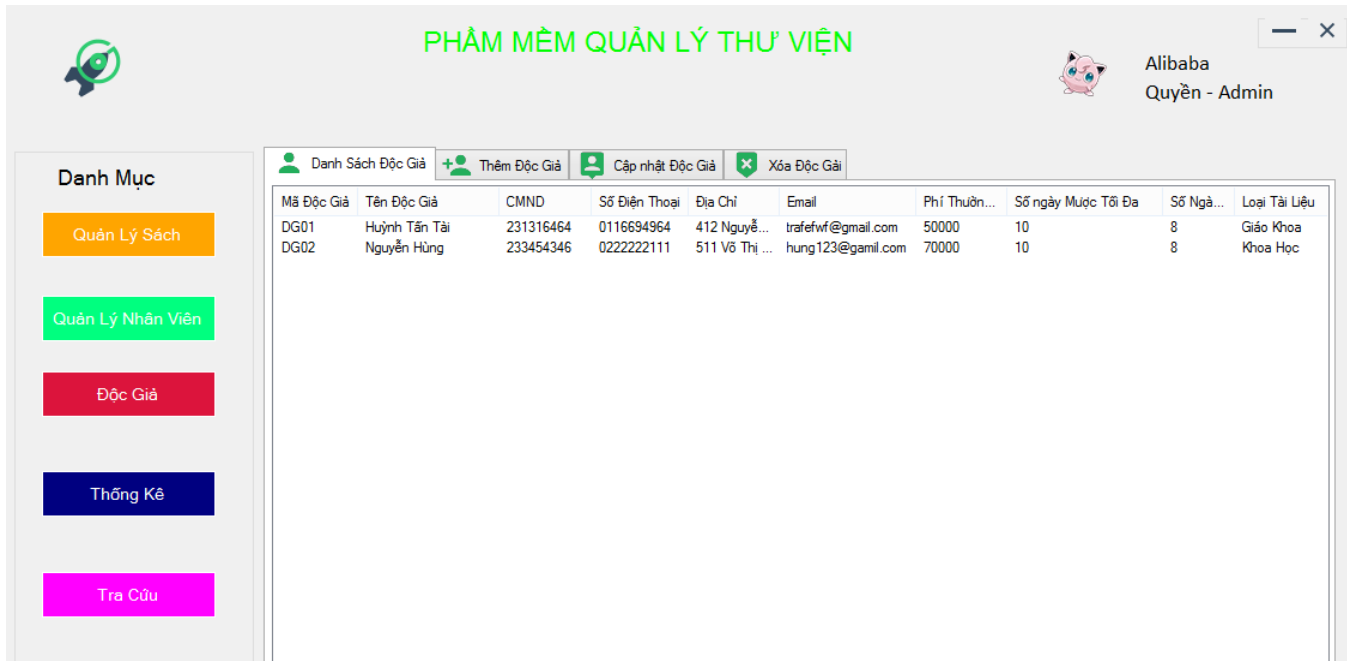 PHẦM MỀM QUẢN LÝ THƯ VIỆN
Alibaba
Quyền - Admin
Danh Mục
Quản Lý Sách
Quản Lý Nhân Viên
Độc Giả
Thống Kê
Tra Cứu
Danh Sách Độc Giả Thêm Độc Giả Cập nhật Độc Giả Xóa Độc Gài
Mã Độc Giả Tên Độc Giả CMND Số Điện Thoại Địa Chỉ Email Phí Thườn... Số ngày Mược Tối Đa Số Ngà... Loại Tài Liệu
DG01 Huỳnh Tấn Tài 231316464 0116694964 412 Nguyễ... trafefwf@gmail.com 50000 10 8 Giáo Khoa
DG02 Nguyễn Hùng 233454346 0222222111 511 Võ Thị ... hung123@gamil.com 70000 10 8 Khoa Học